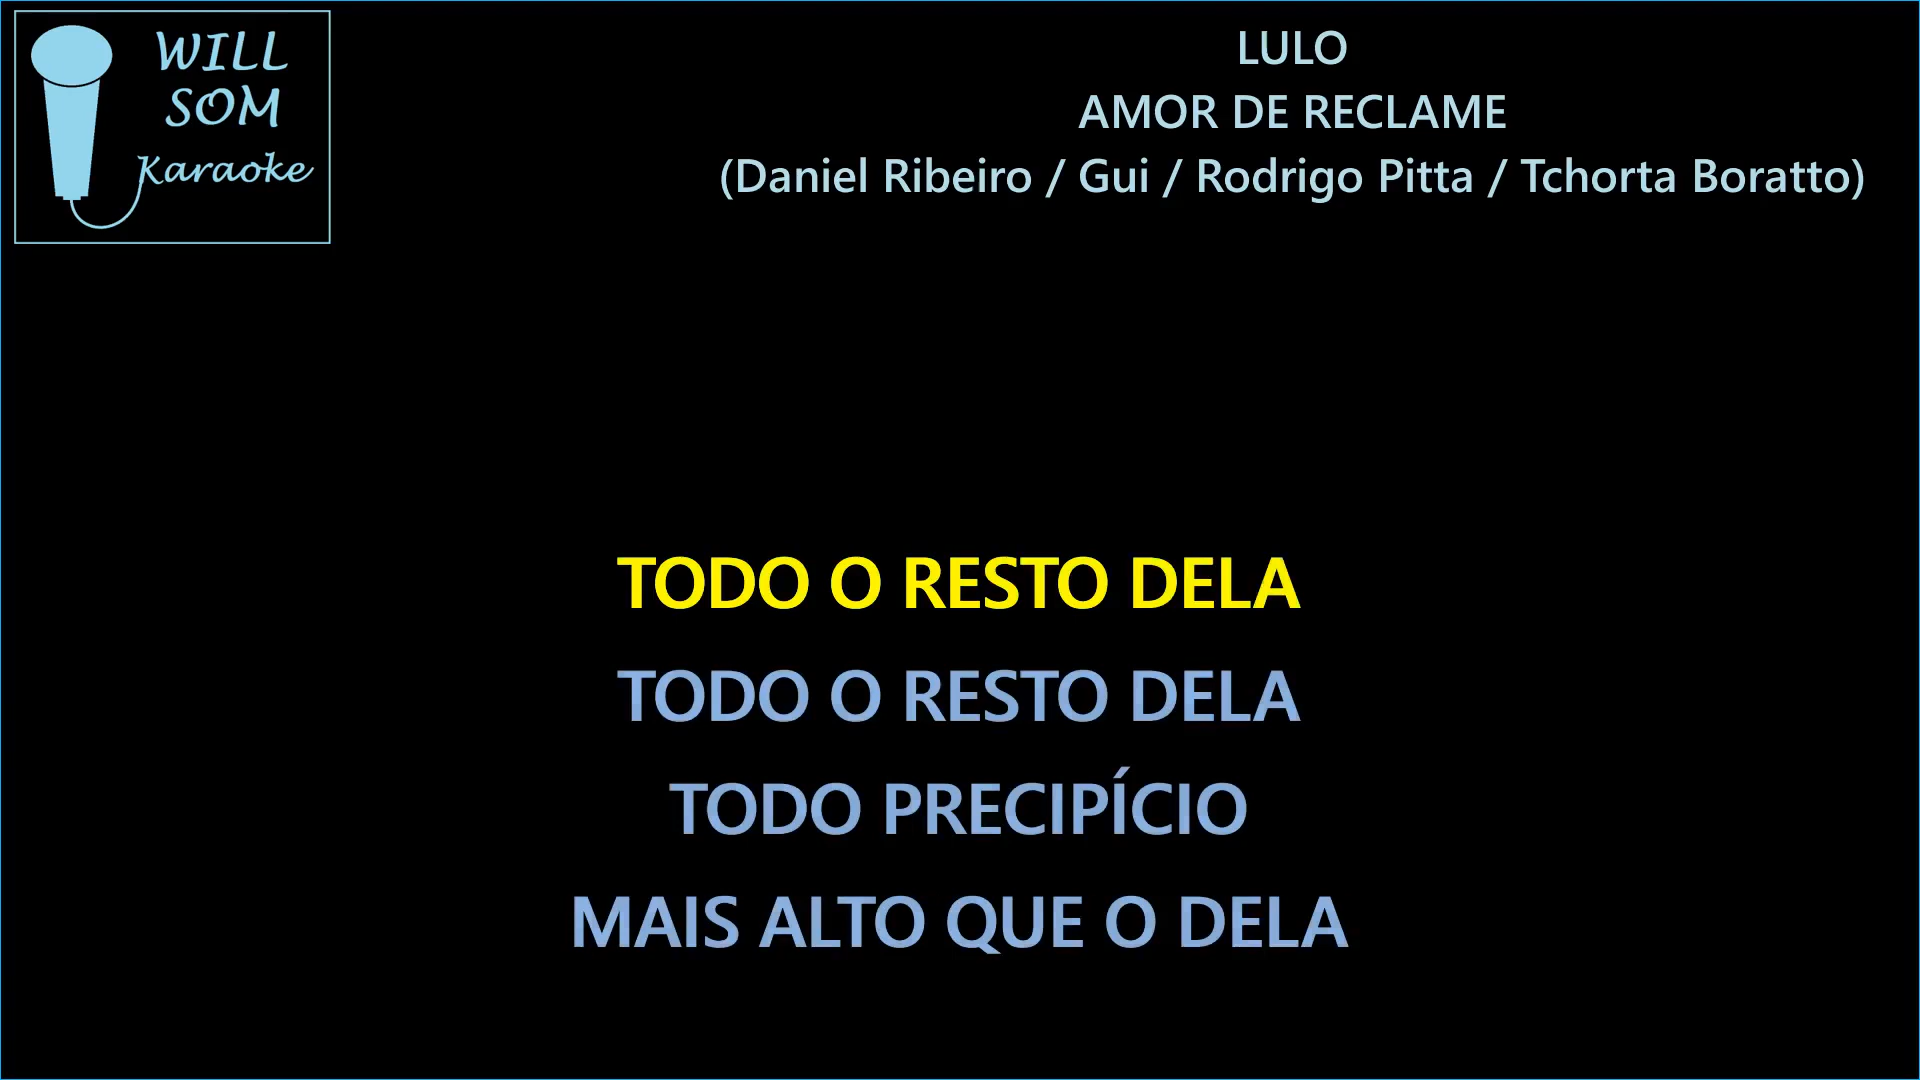 WILL
SOM
Karaoke
LULO
AMOR DE RECLAME
(Daniel Ribeiro / Gui / Rodrigo Pitta / Tchorta Boratto)
TODO O RESTO DELA
TODO O RESTO DELA
TODO PRECIPÍCIO
MAIS ALTO QUE O DELA